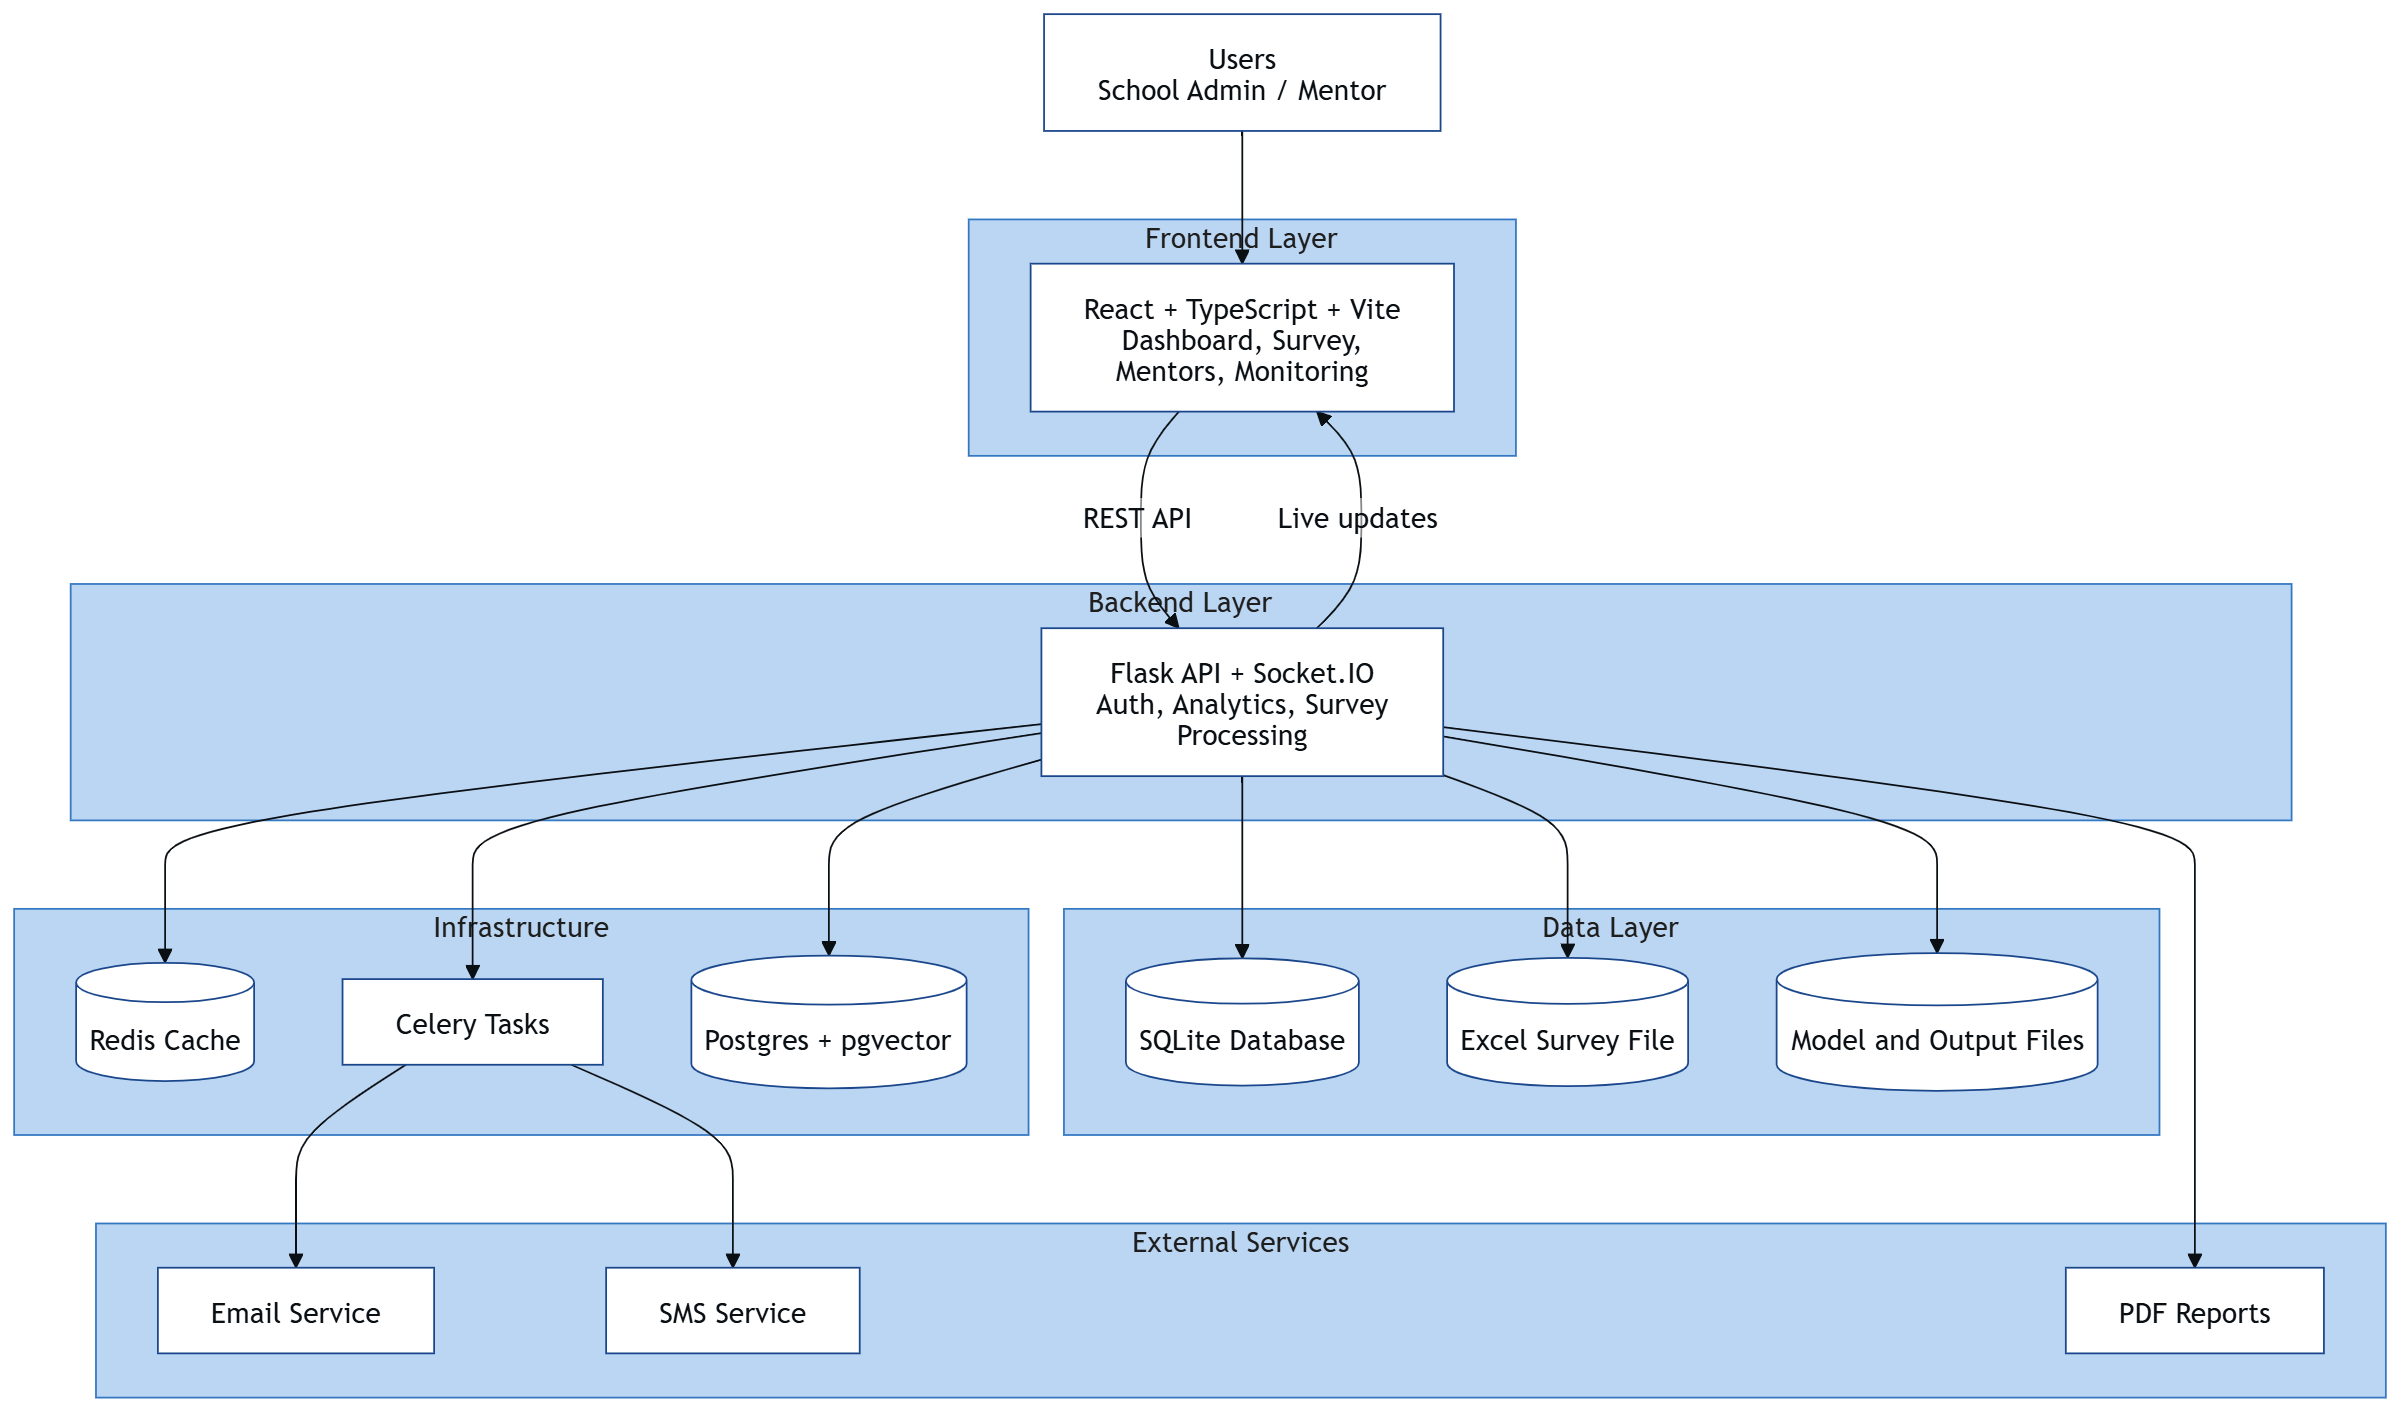 Users
School Admin / Mentor
Frontend Layer
React + TypeScript + Vite
Dashboard, Survey,
Mentors, Monitoring
REST API
Live updates
Backend Layer
Flask API + Socket.IO
Auth, Analytics, Survey
Processing
Infrastructure
Redis Cache
Celery Tasks
Postgres + pgvector
Data Layer
SQLite Database
Excel Survey File
Model and Output Files
External Services
Email Service
SMS Service
PDF Reports